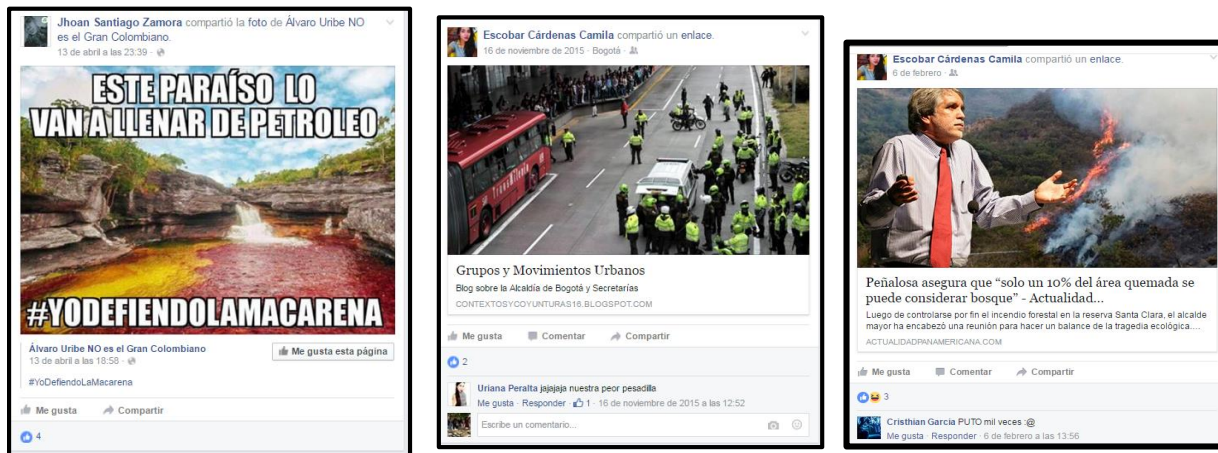 Jhoan Santiago Zamora compartió la foto de Álvaro Uribe NO
es el Gran Colombiano.
13 de abril a las 23:39 ·
ESTE PARAÍSO LO
VAN A LLENAR DE PETROLEO
#YODEFIENDOLAMACARENA
Álvaro Uribe NO es el Gran Colombiano
13 de abril a las 18:58 ·
Me gusta esta página
#YoDefiendoLaMacarena
Me gusta Compartir
4
Escobar Cárdenas Camila compartió un enlace.
16 de noviembre de 2015 · Bogotá ·
TransMilenio
Grupos y Movimientos Urbanos
Blog sobre la Alcaldía de Bogotá y Secretarías
CONTEXTOSYCOYUNTURAS16.BLOGSPOT.COM
Me gusta Comentar Compartir
2
Uriana Peralta jajajaja nuestra peor pesadilla
Me gusta · Responder · 1 · 16 de noviembre de 2015 a las 12:52
Escribe un comentario...
Escobar Cárdenas Camila compartió un enlace.
6 de febrero ·
Peñalosa asegura que “solo un 10% del área quemada se
puede considerar bosque” - Actualidad...
Luego de controlarse por fin el incendio forestal en la reserva Santa Clara, el alcalde
mayor ha encabezó una reunión para hacer un balance de la tragedia ecológica....
ACTUALIDADPANAMERICANA.COM
Me gusta Comentar Compartir
3
Cristhian García PUTO mil veces :@
Me gusta · Responder · 6 de febrero a las 13:56